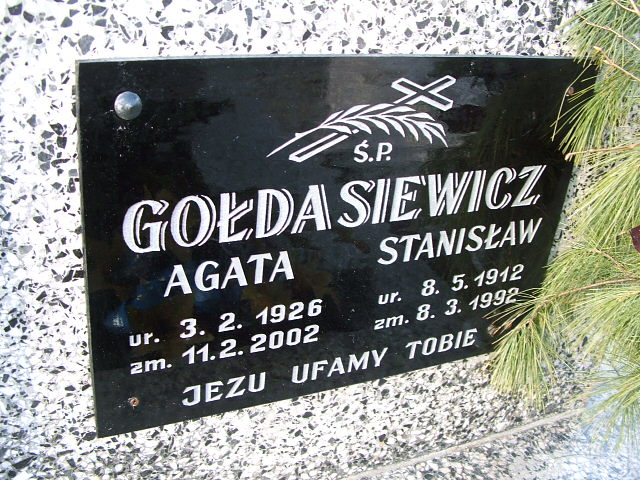 Ś.P.
GOŁDASIEWICZ
AGATA STANISŁAW
ur. 3. 2. 1926 ur. 8. 5. 1912
zm. 11. 2. 2002 zm. 8. 3. 1992
JEZU UFAMY TOBIE